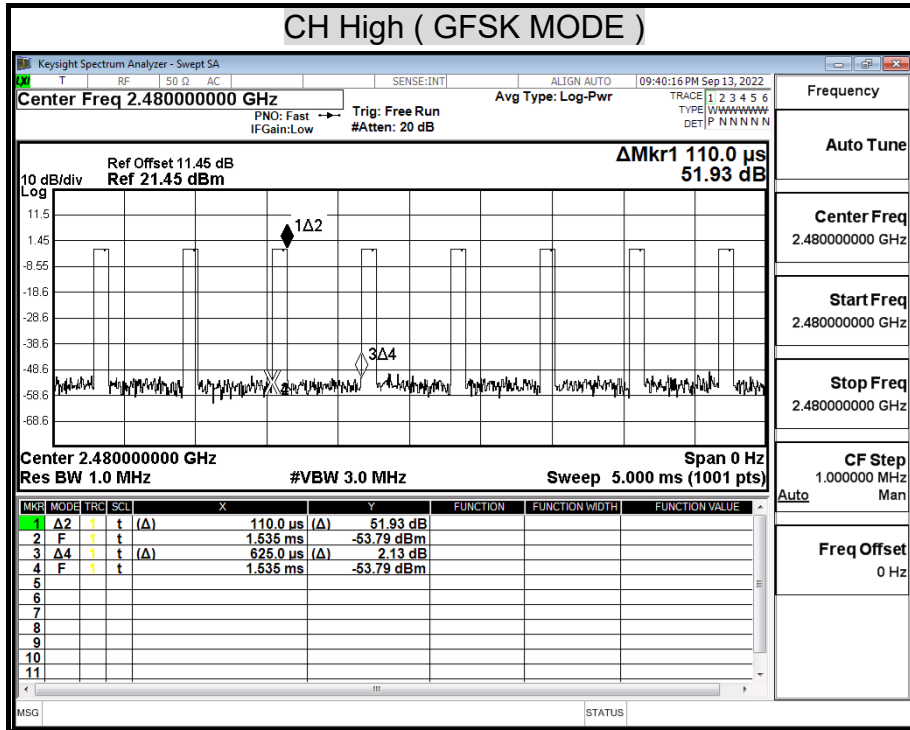 CH High ( GFSK MODE )
Keysight Spectrum Analyzer - Swept SA
LXI T RF 50 Ω AC SENSE:INT ALIGN AUTO 09:40:16 PM Sep 13, 2022
Center Freq 2.480000000 GHz
PNO: Fast
IFGain:Low
Trig: Free Run
#Atten: 20 dB
Avg Type: Log-Pwr
TRACE 1 2 3 4 5 6
TYPE WWWWWW
DET P N N N N N
ΔMkr1 110.0 µs
51.93 dB
Ref Offset 11.45 dB
10 dB/div Ref 21.45 dBm
Log
11.5
1.45
-8.55
-18.6
-28.6
-38.6
-48.6
-58.6
-68.6
1Δ2
3Δ4
Center 2.480000000 GHz Span 0 Hz
Res BW 1.0 MHz #VBW 3.0 MHz Sweep 5.000 ms (1001 pts)
MKR MODE TRC SCL X Y FUNCTION FUNCTION WIDTH FUNCTION VALUE
1 Δ2 1 t (Δ) 110.0 µs (Δ) 51.93 dB
2 F 1 t 1.535 ms -53.79 dBm
3 Δ4 1 t (Δ) 625.0 µs (Δ) 2.13 dB
4 F 1 t 1.535 ms -53.79 dBm
5
6
7
8
9
10
11
MSG STATUS
Frequency
Auto Tune
Center Freq
2.480000000 GHz
Start Freq
2.480000000 GHz
Stop Freq
2.480000000 GHz
CF Step
1.000000 MHz
Auto Man
Freq Offset
0 Hz